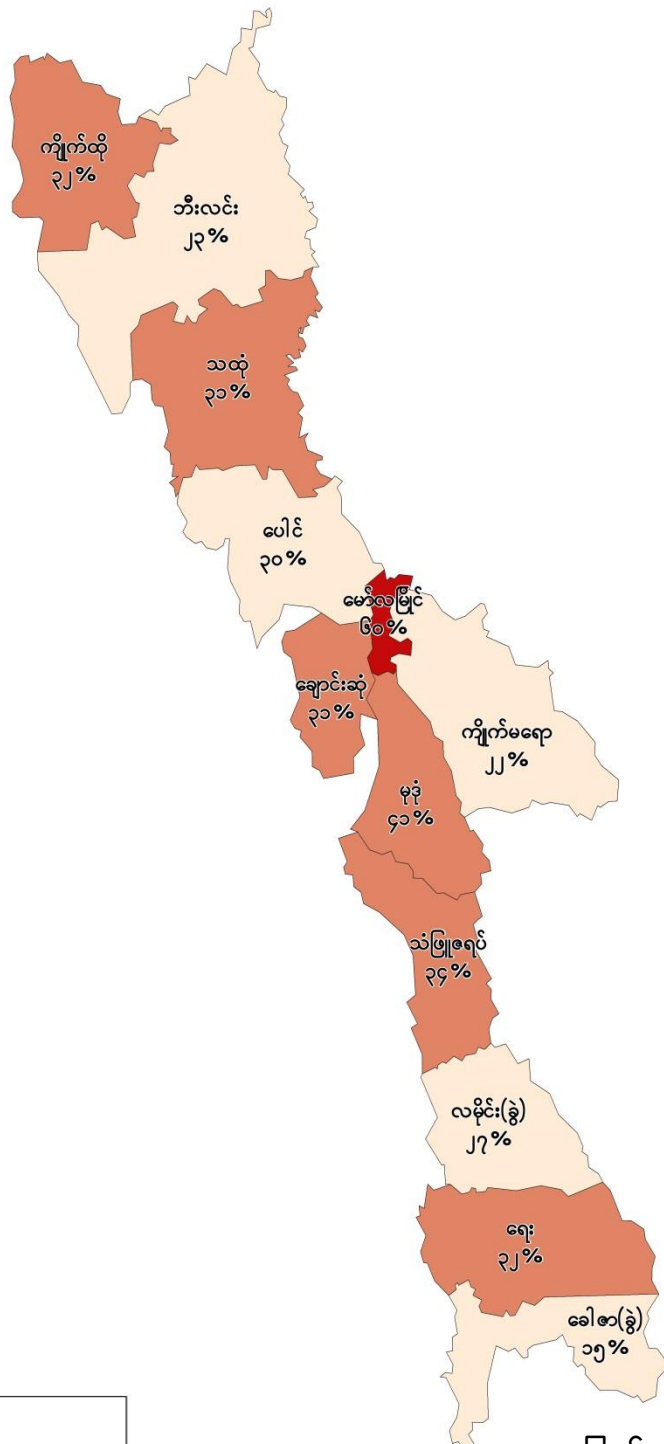 ကျိုက်ထို
၃၂%
ဘီးလင်း
၂၃%
သထုံ
၃၁%
ပေါင်
၃၀%
မော်လမြိုင်
၆၀%
ချောင်းဆုံ
၃၁%
ကျိုက်မရော
၂၂%
မုဒုံ
၄၁%
သံဖြူဇရပ်
၃၄%
လမိုင်း(ခွဲ)
၂၇%
ရေး
၃၂%
ခေါဇာ(ခွဲ)
၁၅%